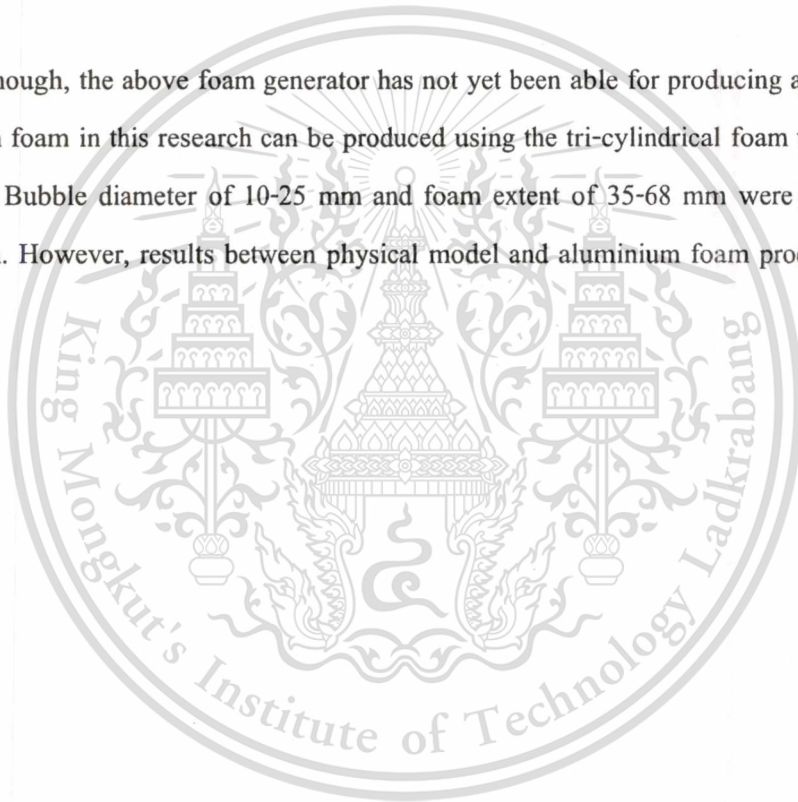 nough, the above foam generator has not yet been able for producing a
foam in this research can be produced using the tri-cylindrical foam
Bubble diameter of 10-25 mm and foam extent of 35-68 mm were
. However, results between physical model and aluminium foam pro
King Mongkut's Institute of Technology Ladkrabang